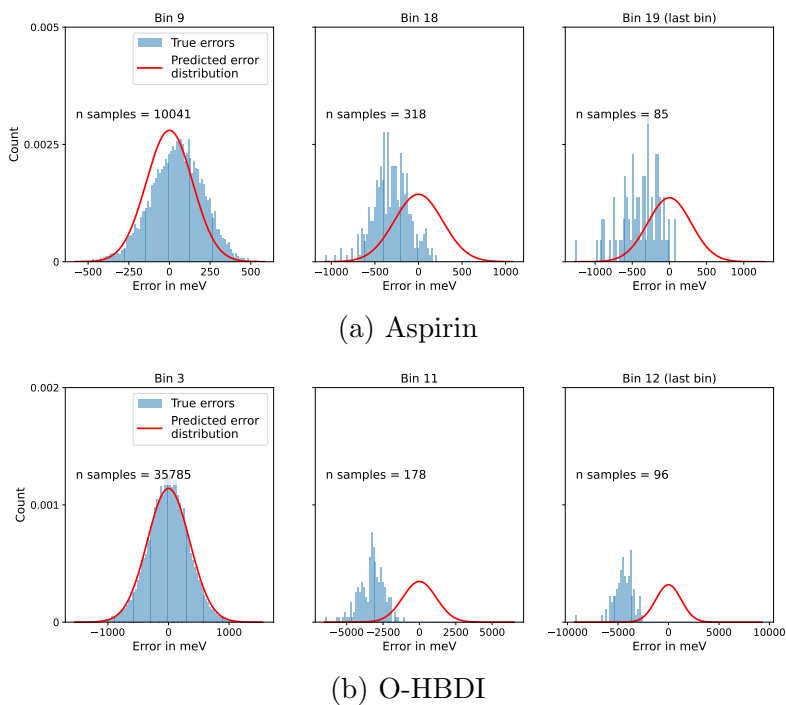 Bin 9
Bin 18
Bin 19 (last bin)
0.005
True errors
Predicted error
distribution
n samples = 10041
n samples = 318
n samples = 85
Count
0.0025
0
−500 −250 0 250 500
−1000 −500 0 500 1000
−1000 −500 0 500 1000
Error in meV
Error in meV
Error in meV
(a) Aspirin
Bin 3
Bin 11
Bin 12 (last bin)
0.002
True errors
Predicted error
distribution
n samples = 35785
n samples = 178
n samples = 96
Count
0.001
0
−1000 0 1000
−5000 −2500 0 2500 5000
−10000 −5000 0 5000 10000
Error in meV
Error in meV
Error in meV
(b) O-HBDI